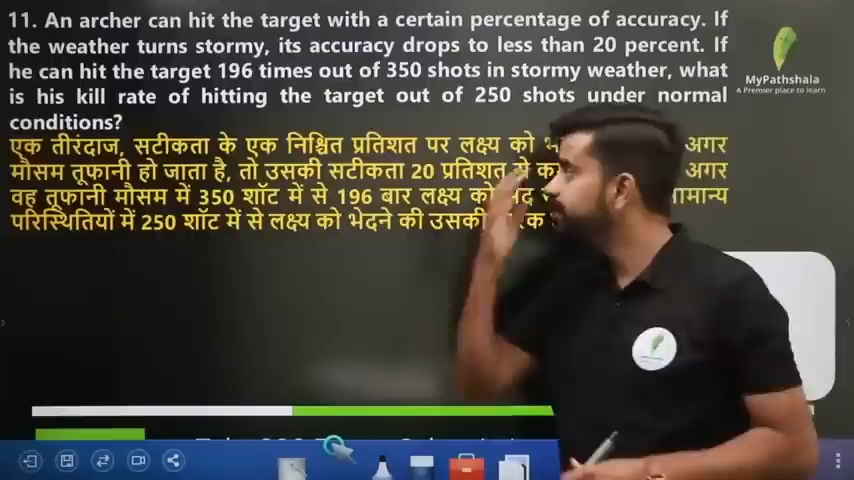 11. An archer can hit the target with a certain percentage of accuracy. If
the weather turns stormy, its accuracy drops to less than 20 percent. If
he can hit the target 196 times out of 350 shots in stormy weather, what
is his kill rate of hitting the target out of 250 shots under normal
conditions?
MyPathshala
A Premier place to learn
एक तीरंदाज, सटीकता के एक निश्चित प्रतिशत पर लक्ष्य को अगर
मौसम तूफानी हो जाता है, तो उसकी सटीकता 20 प्रतिशत से अगर
वह तूफानी मौसम में 350 शॉट में से 196 बार लक्ष्य को
परिस्थितियों में 250 शॉट में से लक्ष्य को भेदने की उसकी